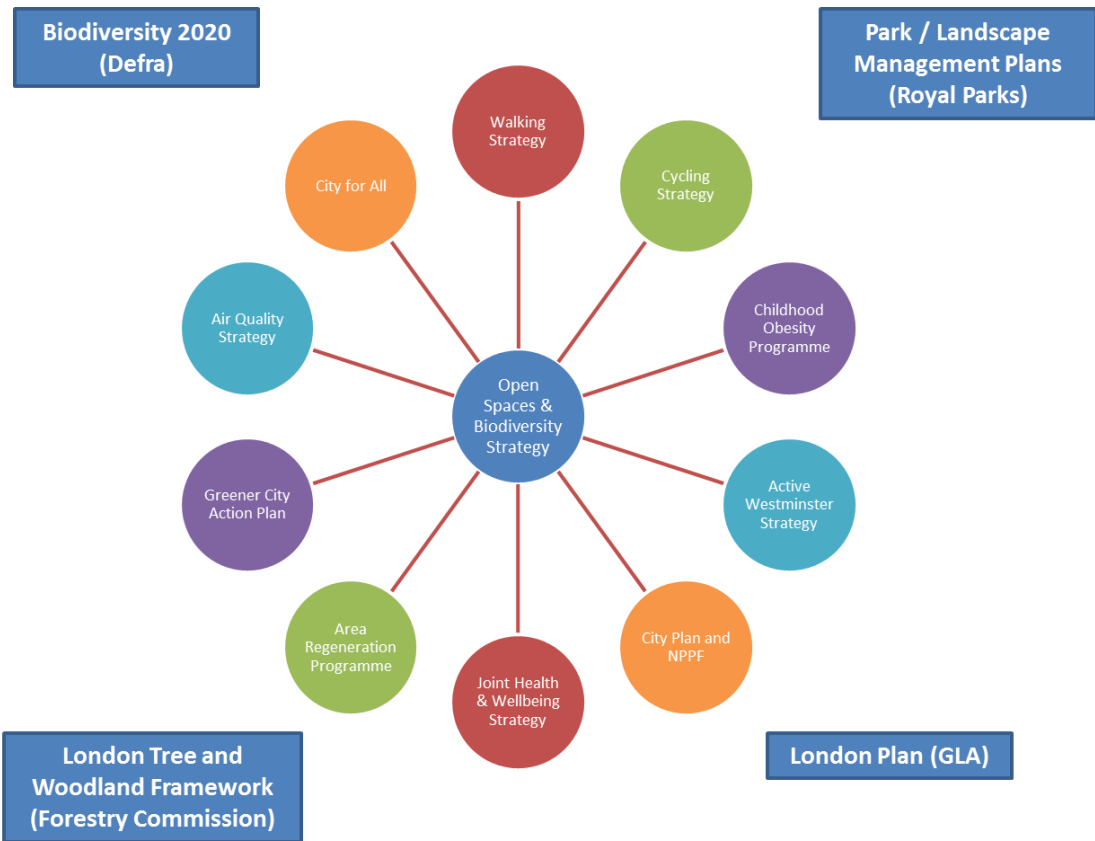 Biodiversity 2020
(Defra)
Park / Landscape
Management Plans
(Royal Parks)
Walking
Strategy
City for All
Cycling
Strategy
Air Quality
Strategy
Childhood
Obesity
Programme
Open
Spaces &
Biodiversity
Strategy
Greener City
Action Plan
Active
Westminster
Strategy
Area
Regeneration
Programme
City Plan and
NPPF
Joint Health
& Wellbeing
Strategy
London Tree and
Woodland Framework
(Forestry Commission)
London Plan (GLA)